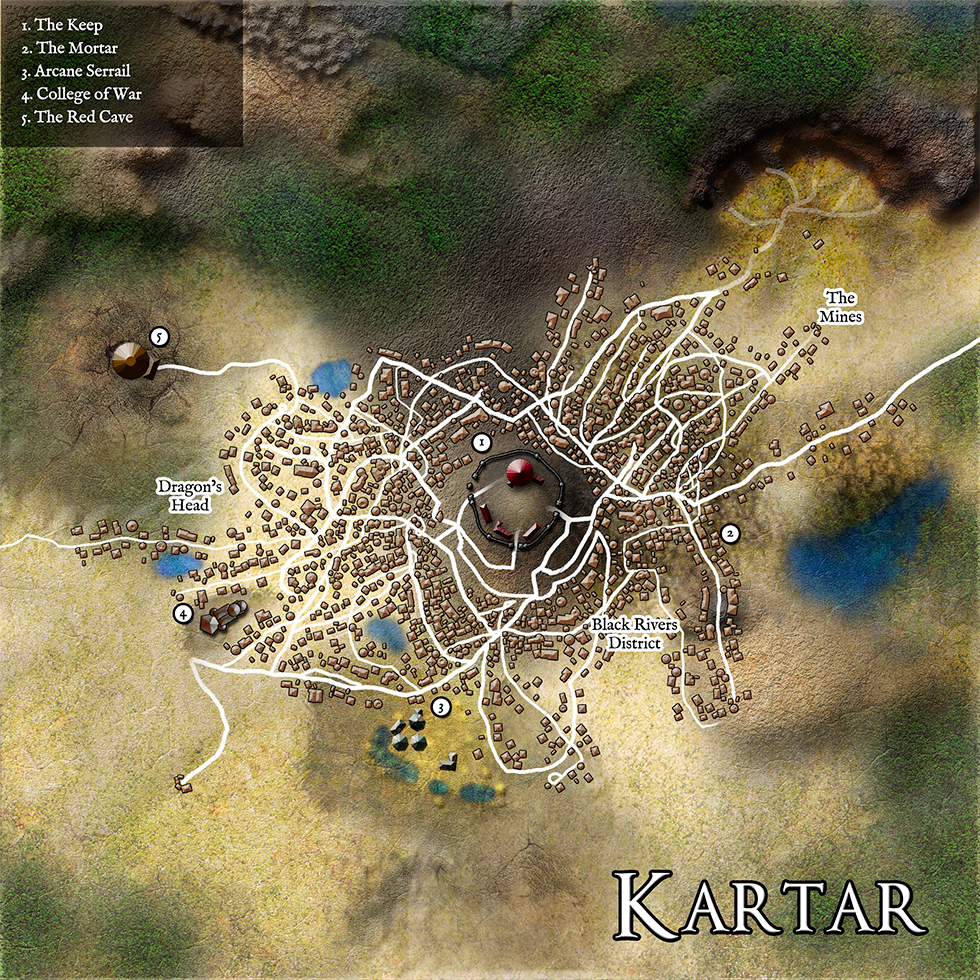 1. The Keep
2. The Mortar
3. Arcane Serrail
4. College of War
5. The Red Cave
The
Mines
5
1
Dragon's
Head
2
4
Black Rivers
District
3
KARTAR